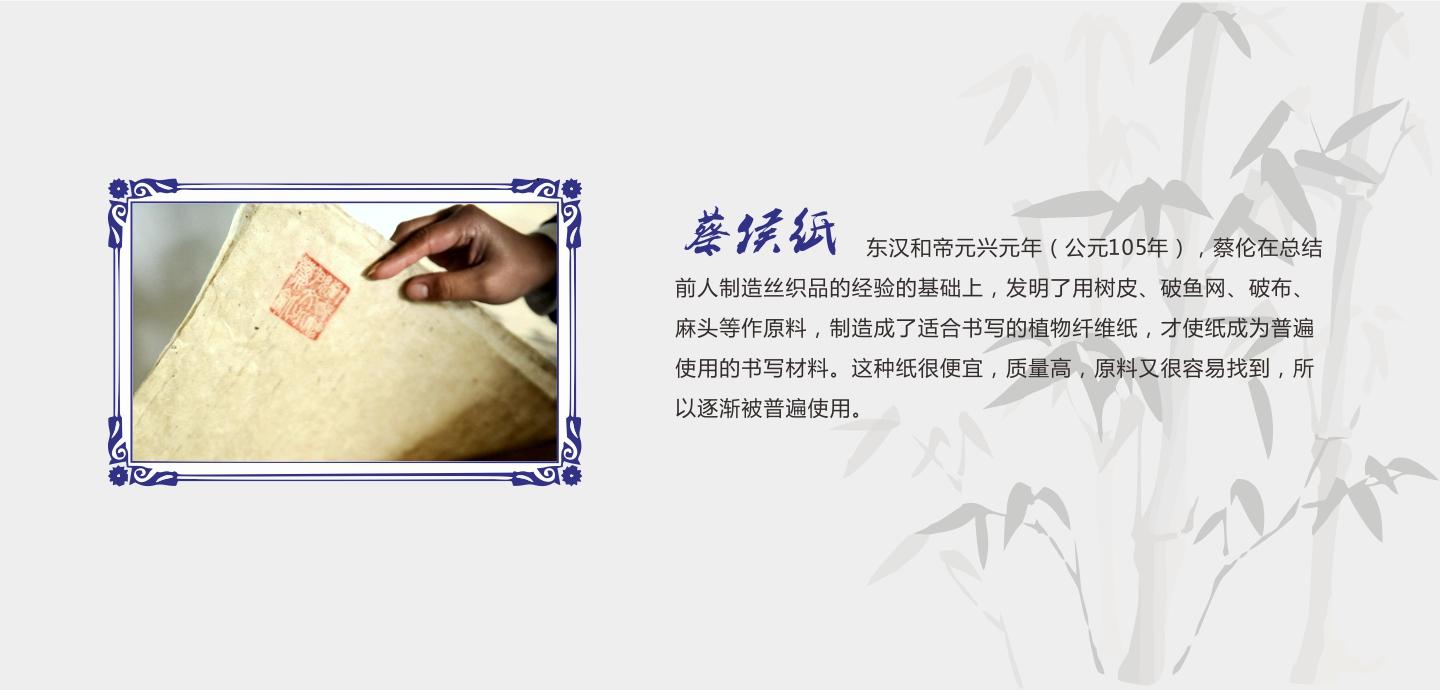 蔡侯纸
东汉和帝元兴元年（公元105年），蔡伦在总结
前人制造丝织品的经验的基础上，发明了用树皮、破鱼网、破布、
麻头等作原料，制造成了适合书写的植物纤维纸，才使纸成为普遍
使用的书写材料。这种纸很便宜，质量高，原料又很容易找到，所
以逐渐被普遍使用。